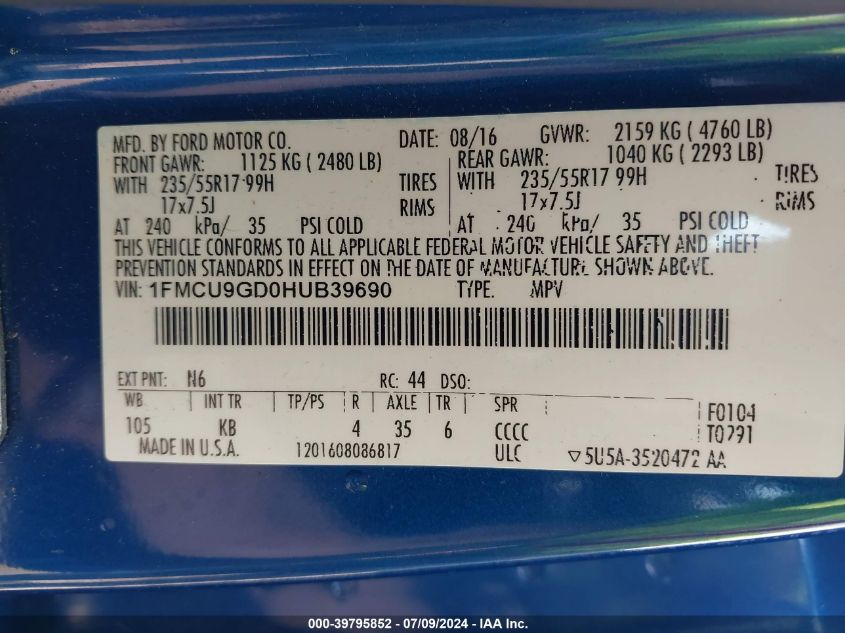 MFD. BY FORD MOTOR CO. DATE: 08/16 GVWR: 2159 KG (4760 LB)
FRONT GAWR: 1125 KG (2480 LB) REAR GAWR: 1040 KG (2293 LB)
WITH 235/55R17 99H TIRES WITH 235/55R17 99H TIRES
17x7.5J RIMS 17x7.5J RIMS
AT 240 kPa/ 35 PSI COLD AT 240 kPa/ 35 PSI COLD
THIS VEHICLE CONFORMS TO ALL APPLICABLE FEDERAL MOTOR VEHICLE SAFETY AND THEFT
PREVENTION STANDARDS IN EFFECT ON THE DATE OF MANUFACTURE SHOWN ABOVE.
VIN: 1FMCU9GD0HUB39690 TYPE. MPV
EXT PNT: N6 RC: 44 DSO:
WB INT TR TP/PS R AXLE TR SPR F0104
105 KB 4 35 6 CCCC T0291
MADE IN U.S.A. 1201608086817 ULC ▽5U5A-3520472 AA
000-39795852 / 07/09/2024 - IAA Inc.